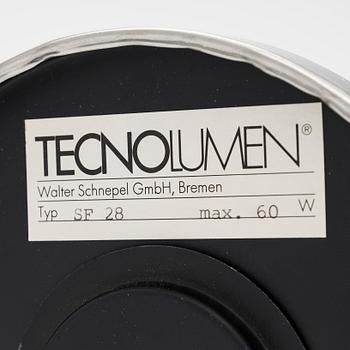 TECNOLUMEN®
Walter Schnepel GmbH, Bremen
Typ SF 28 max. 60 W